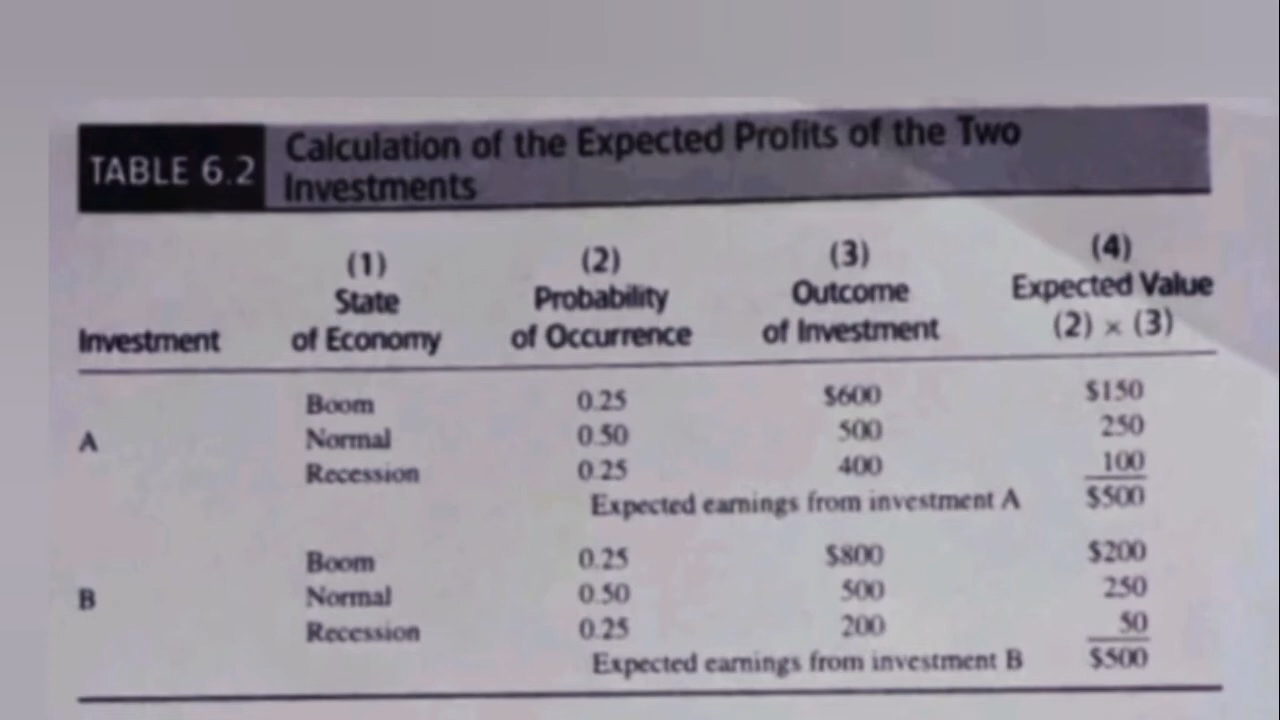 TABLE 6.2 Calculation of the Expected Profits of the Two
Investments
(1) (2) (3) (4)
State Probability Outcome Expected Value
Investment of Economy of Occurrence of Investment (2) × (3)
Boom 0.25 $600 $150
A Normal 0.50 500 250
Recession 0.25 400 100
Expected earnings from investment A $500
Boom 0.25 $800 $200
B Normal 0.50 500 250
Recession 0.25 200 50
Expected earnings from investment B $500